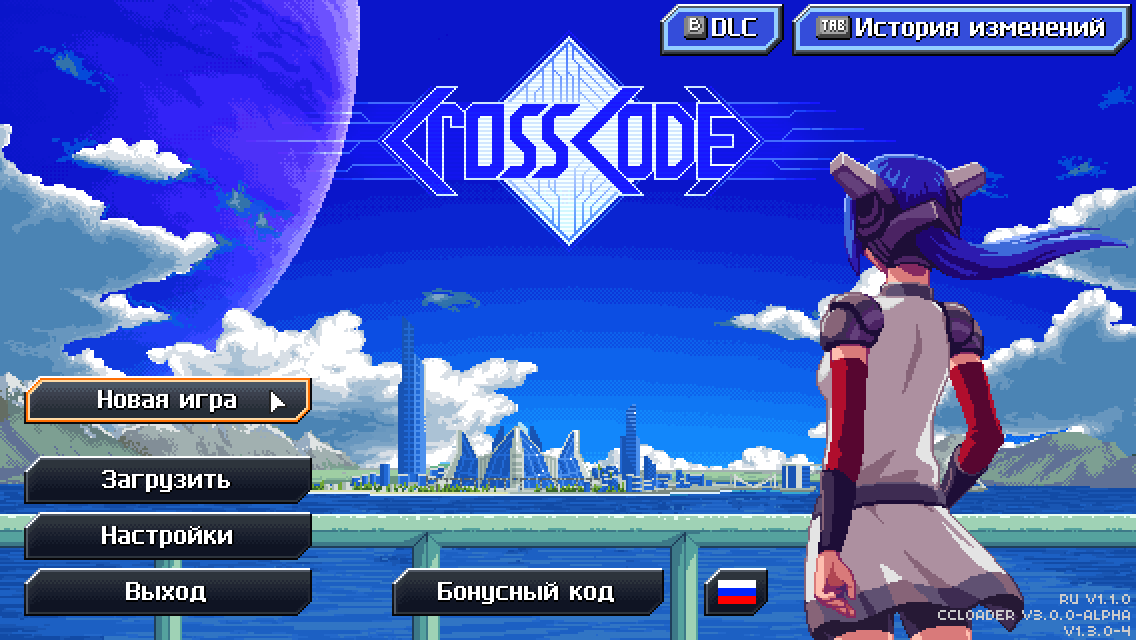 B DLC
TAB История изменений
CrossCode
Новая игра
Загрузить
Настройки
Выход
Бонусный код
RU V1.1.0
CCLOADER V3.0.0-ALPHA
V1.3.0-4